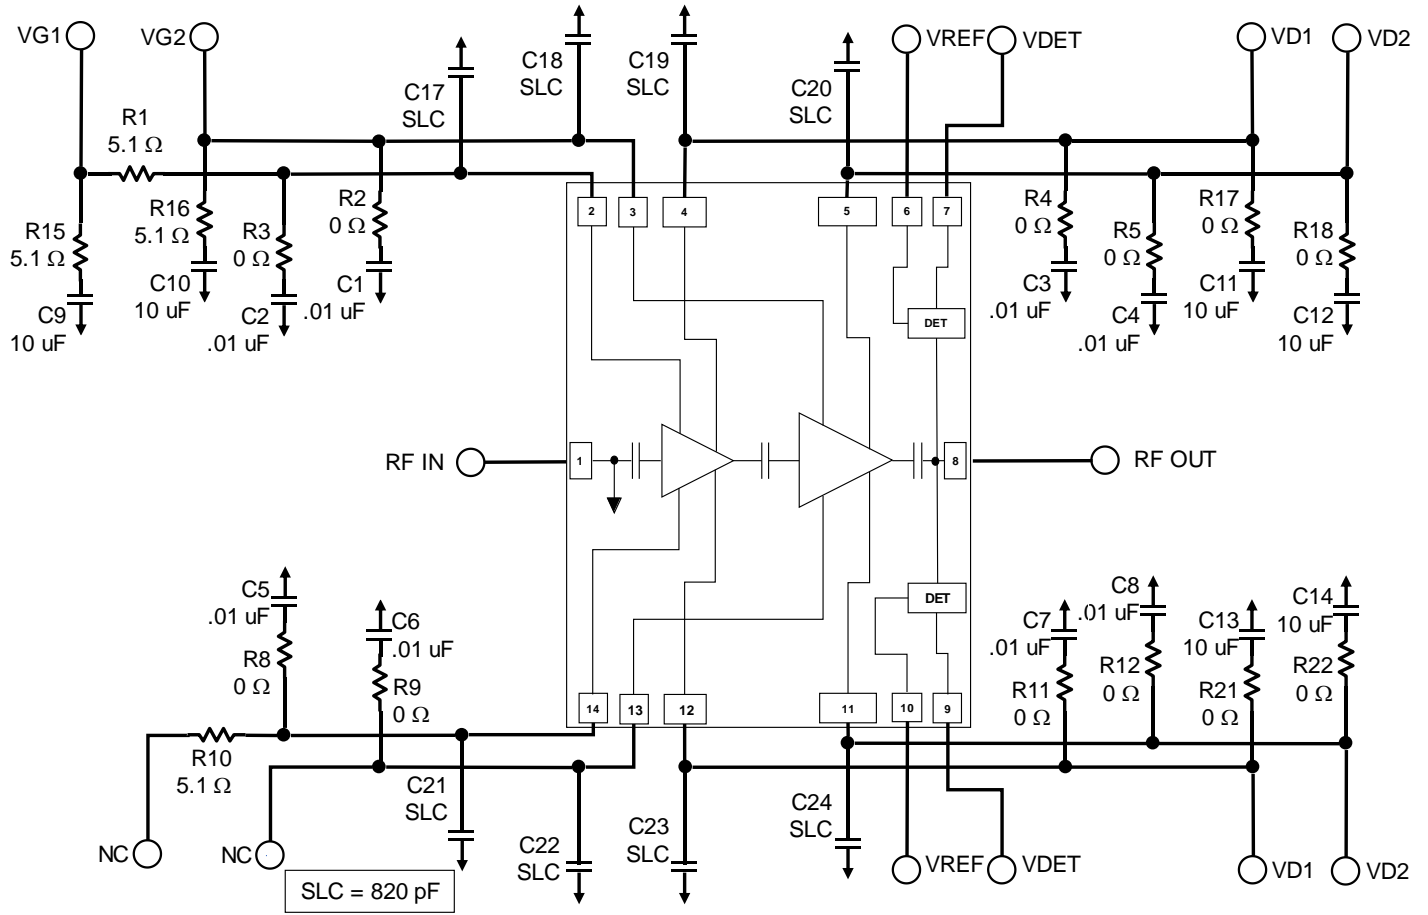 VG1
VG2
C18
SLC
C19
SLC
VREF
VDET
VD1
VD2
C17
SLC
C20
SLC
R1
5.1 Ω
R15
5.1 Ω
C9
10 uF
R16
5.1 Ω
C10
10 uF
R3
0 Ω
C2
.01 uF
R2
0 Ω
C1
.01 uF
2
3
4
5
6
7
R4
0 Ω
C3
.01 uF
R5
0 Ω
C4
.01 uF
R17
0 Ω
C11
10 uF
R18
0 Ω
C12
10 uF
DET
RF IN
1
8
RF OUT
DET
C5
.01 uF
R8
0 Ω
C6
.01 uF
R9
0 Ω
14
13
12
11
10
9
C7
.01 uF
R11
0 Ω
C8
.01 uF
R12
0 Ω
C13
10 uF
R21
0 Ω
C14
10 uF
R22
0 Ω
R10
5.1 Ω
C21
SLC
C22
SLC
C23
SLC
C24
SLC
NC
NC
VREF
VDET
VD1
VD2
SLC = 820 pF